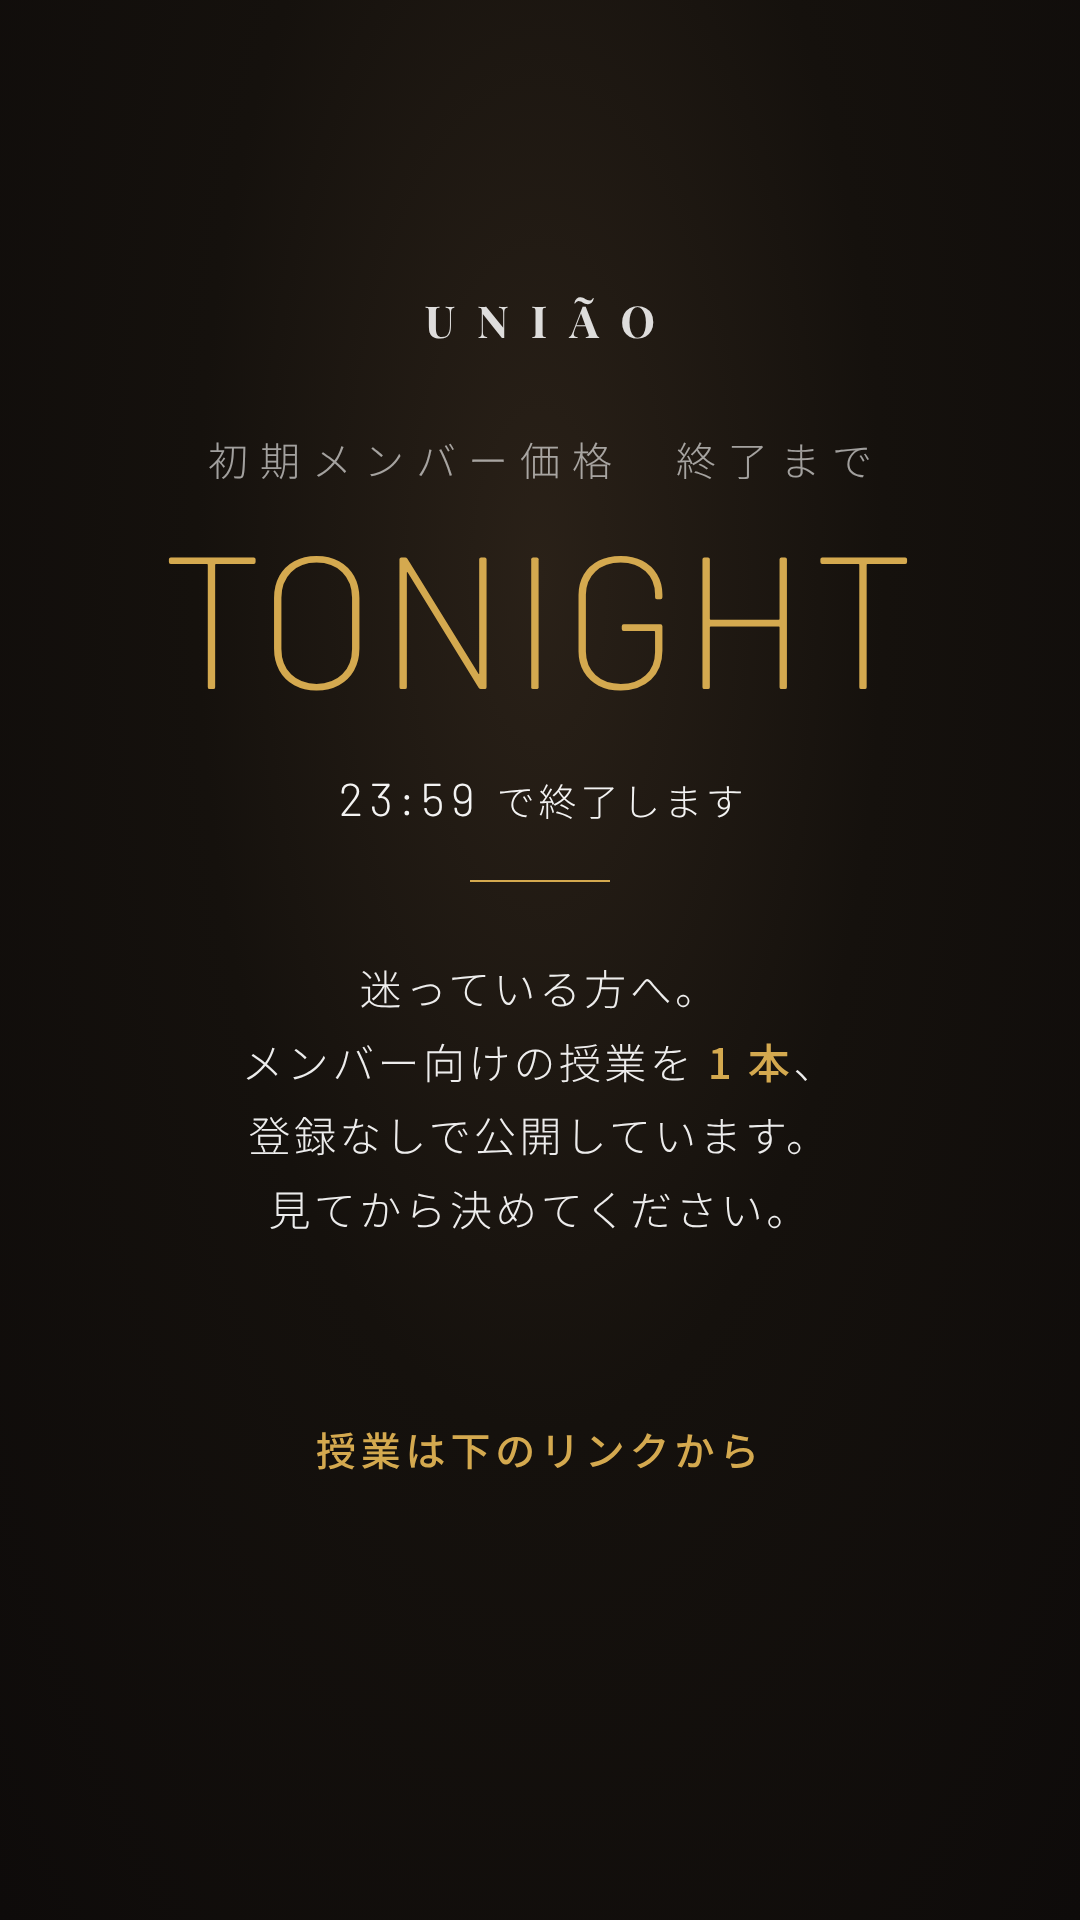 UNIÃO
初期メンバー価格　終了まで
TONIGHT
23:59 で終了します
迷っている方へ。
メンバー向けの授業を 1 本、
登録なしで公開しています。
見てから決めてください。
授業は下のリンクから